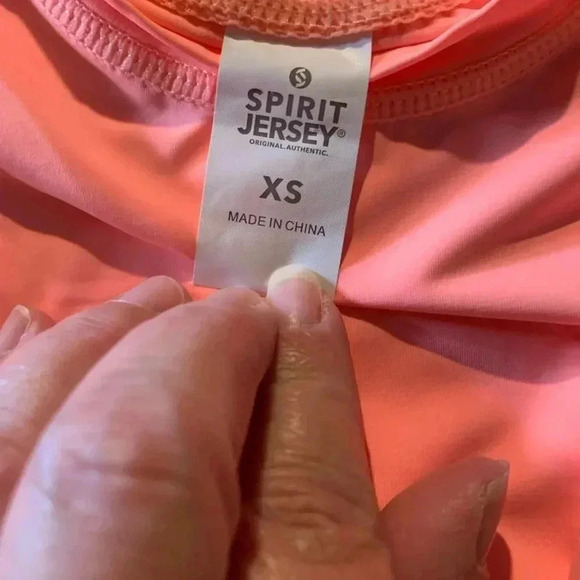 SPIRIT
JERSEY®
ORIGINAL.AUTHENTIC.
XS
MADE IN CHINA